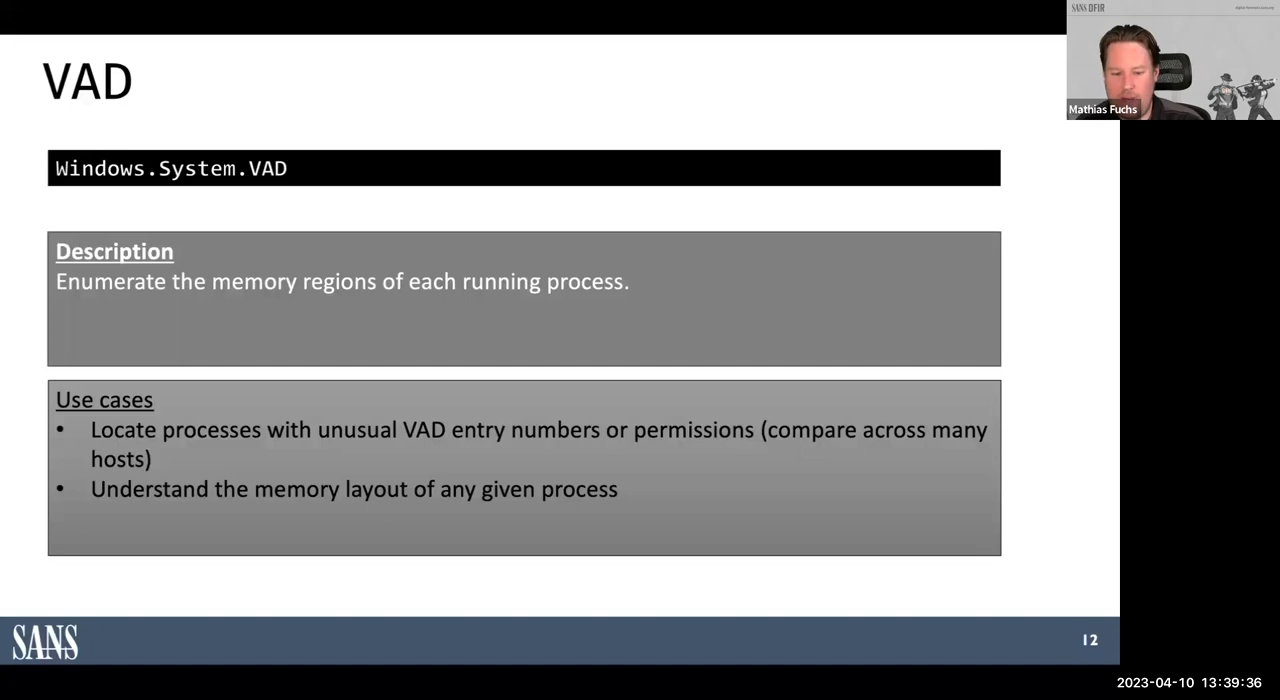 VAD
SANS DFIR
Mathias Fuchs
Windows.System.VAD
Description
Enumerate the memory regions of each running process.
Use cases
• Locate processes with unusual VAD entry numbers or permissions (compare across many
hosts)
• Understand the memory layout of any given process
SANS
12
2023-04-10 13:39:36